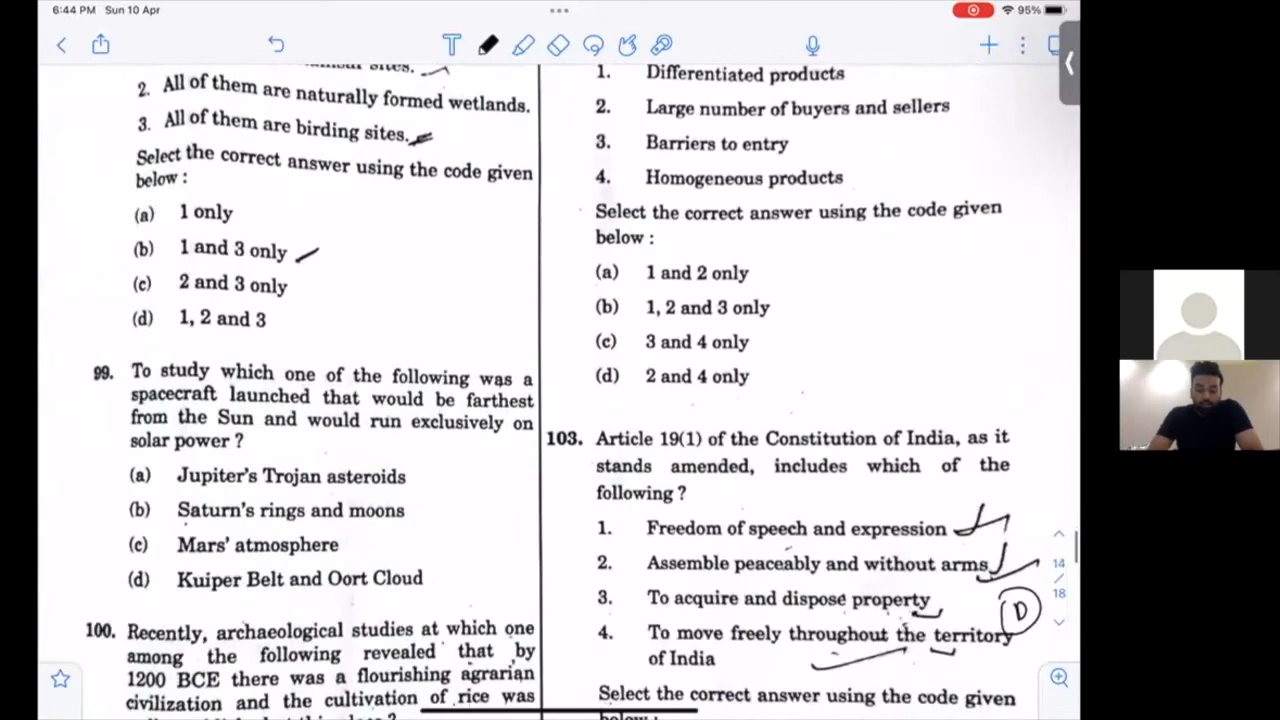 6:44 PM Sun 10 Apr
95%
sites.
2. All of them are naturally formed wetlands.
3. All of them are birding sites.
Select the correct answer using the code given
below :
(a) 1 only
(b) 1 and 3 only
(c) 2 and 3 only
(d) 1, 2 and 3
99. To study which one of the following was a
spacecraft launched that would be farthest
from the Sun and would run exclusively on
solar power ?
(a) Jupiter's Trojan asteroids
(b) Saturn's rings and moons
(c) Mars' atmosphere
(d) Kuiper Belt and Oort Cloud
100. Recently, archaeological studies at which one
among the following revealed that by
1200 BCE there was a flourishing agrarian
civilization and the cultivation of rice was
1. Differentiated products
2. Large number of buyers and sellers
3. Barriers to entry
4. Homogeneous products
Select the correct answer using the code given
below :
(a) 1 and 2 only
(b) 1, 2 and 3 only
(c) 3 and 4 only
(d) 2 and 4 only
103. Article 19(1) of the Constitution of India, as it
stands amended, includes which of the
following ?
1. Freedom of speech and expression
2. Assemble peaceably and without arms
3. To acquire and dispose property
D
4. To move freely throughout the territory
of India
Select the correct answer using the code given
below :
14
/
18